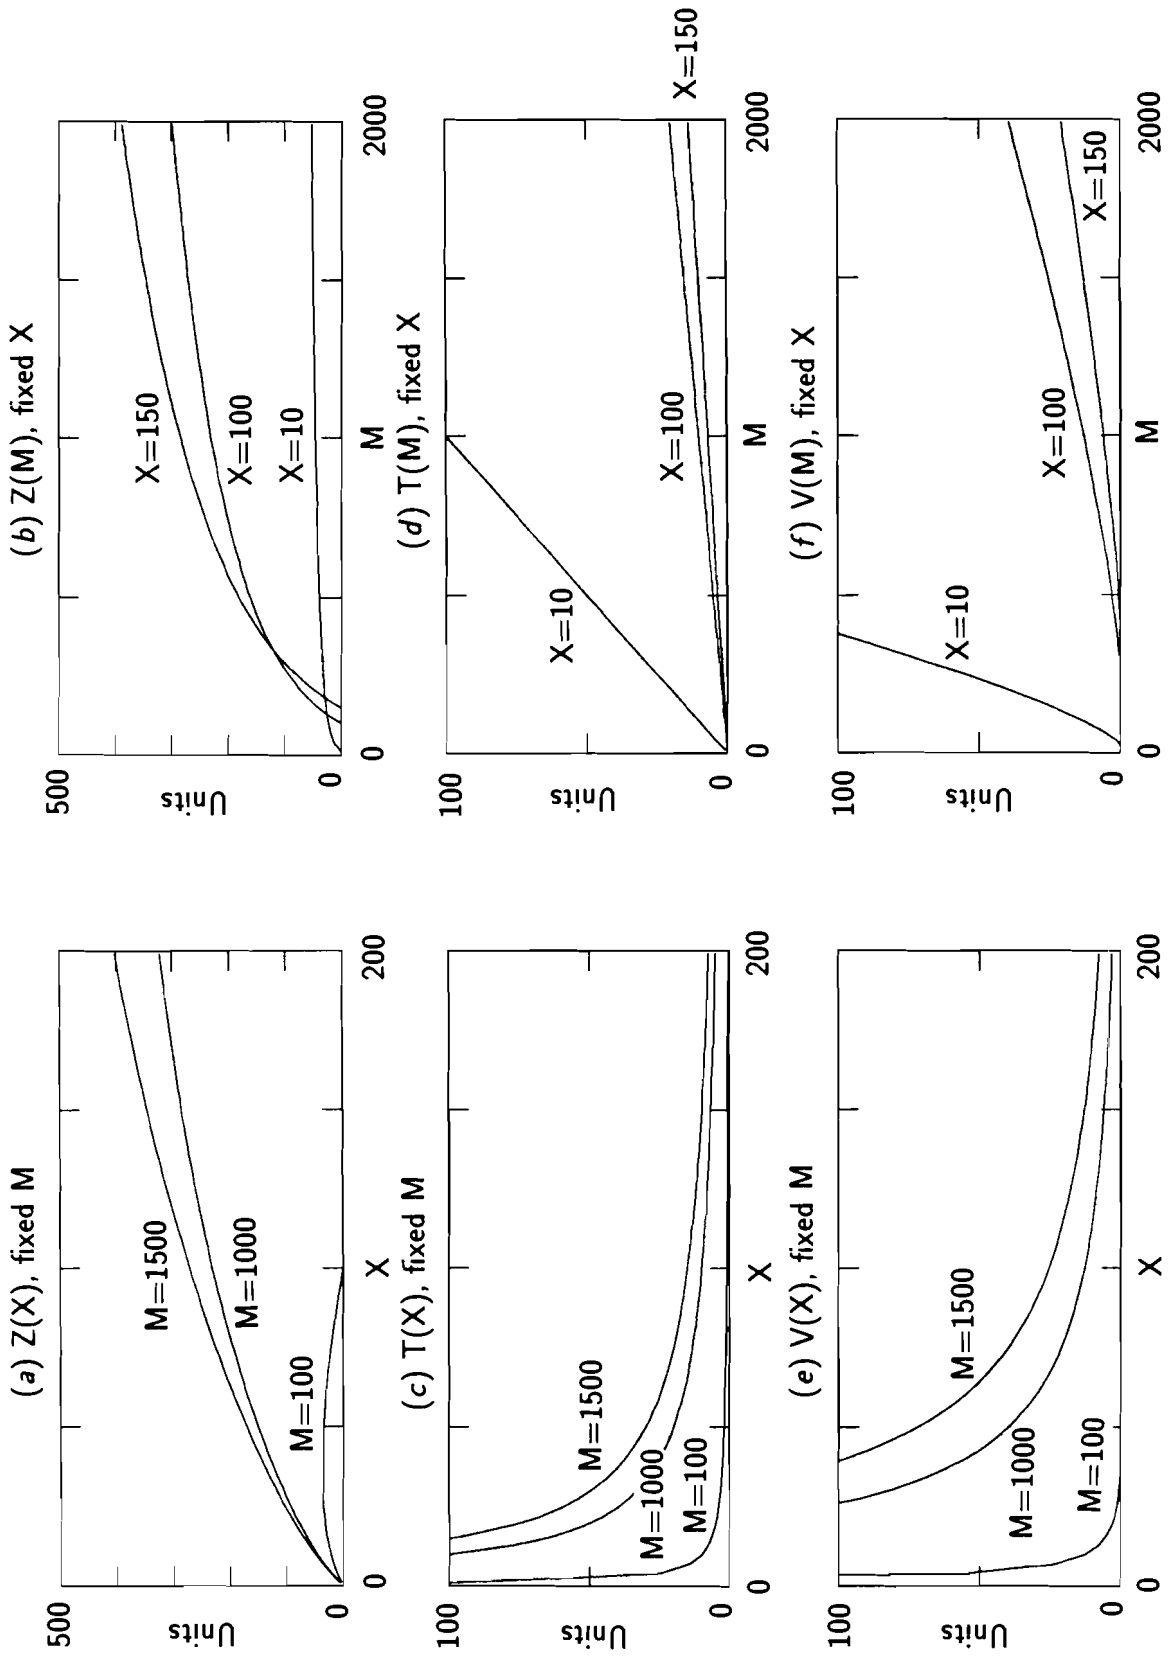 (a) Z(X), fixed M
500
Units
0
M=1500
M=1000
M=100
0
X
200
(b) Z(M), fixed X
500
Units
0
X=150
X=100
X=10
0
M
2000
(c) T(X), fixed M
100
Units
0
M=1500
M=1000
M=100
0
X
200
(d) T(M), fixed X
100
Units
0
X=10
X=100
X=150
0
M
2000
(e) V(X), fixed M
100
Units
0
M=1500
M=1000
M=100
0
X
200
(f) V(M), fixed X
100
Units
0
X=10
X=100
X=150
0
M
2000